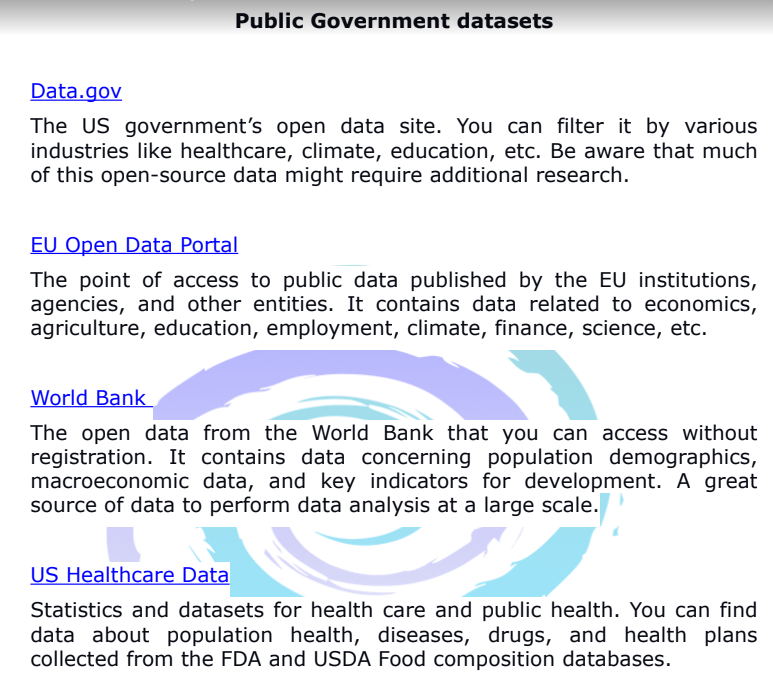 Public Government datasets
Data.gov
The US government’s open data site. You can filter it by various
industries like healthcare, climate, education, etc. Be aware that much
of this open-source data might require additional research.
EU Open Data Portal
The point of access to public data published by the EU institutions,
agencies, and other entities. It contains data related to economics,
agriculture, education, employment, climate, finance, science, etc.
World Bank
The open data from the World Bank that you can access without
registration. It contains data concerning population demographics,
macroeconomic data, and key indicators for development. A great
source of data to perform data analysis at a large scale.
US Healthcare Data
Statistics and datasets for health care and public health. You can find
data about population health, diseases, drugs, and health plans
collected from the FDA and USDA Food composition databases.